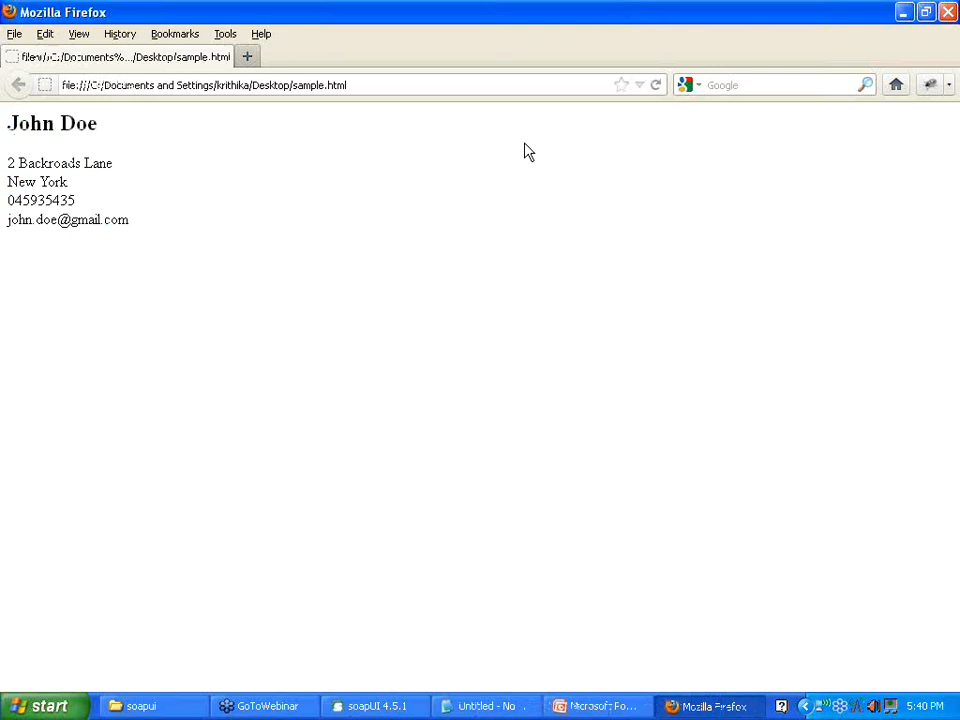 Mozilla Firefox
File Edit View History Bookmarks Tools Help
file:///C:/Documents%.../Desktop/sample.html
file:///C:/Documents and Settings/krithika/Desktop/sample.html
Google
John Doe
2 Backroads Lane
New York
045935435
john.doe@gmail.com
start soapui GoToWebinar soapUI 4.5.1 Untitled - No... Microsoft Fo... Mozilla Firefox 5:40 PM